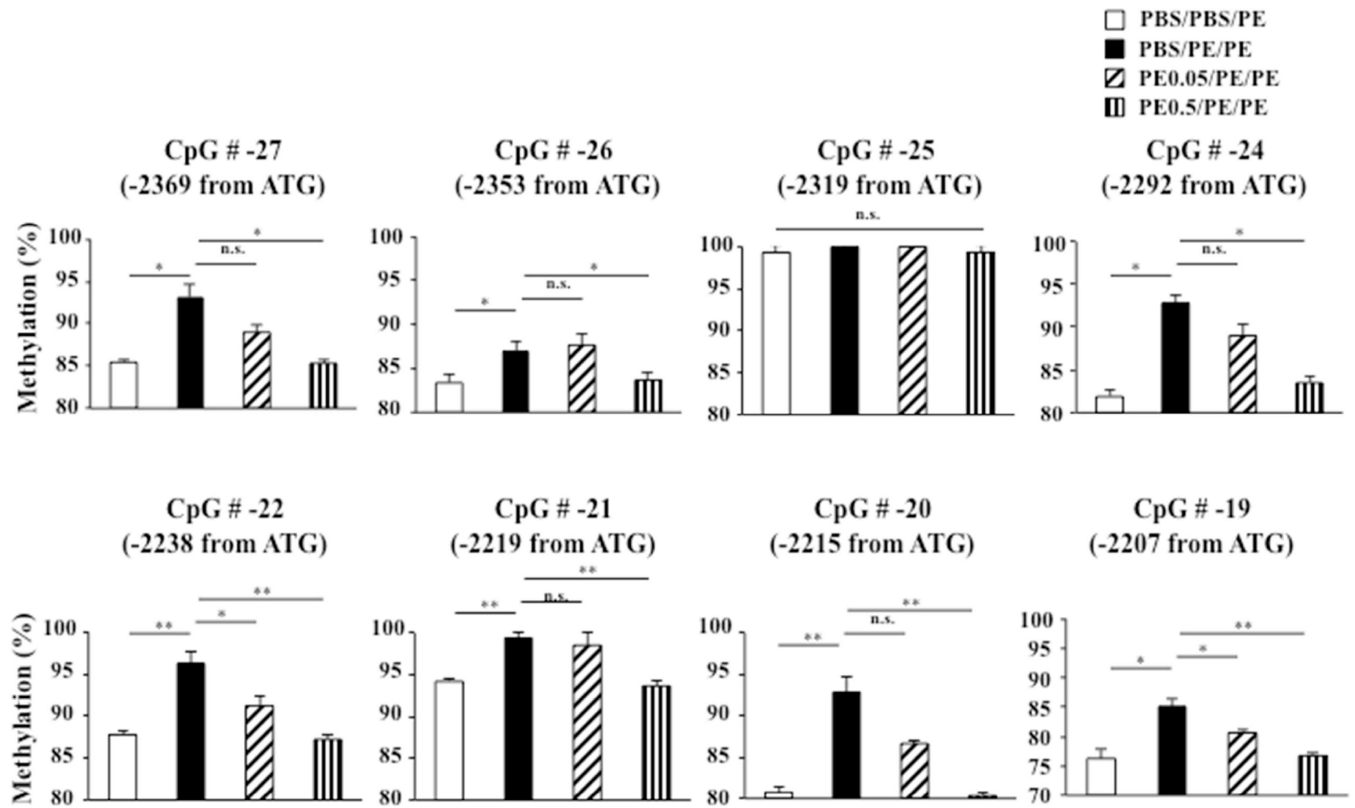 PBS/PBS/PE
PBS/PE/PE
PE0.05/PE/PE
PE0.5/PE/PE
CpG # -27
(-2369 from ATG)
CpG # -26
(-2353 from ATG)
CpG # -25
(-2319 from ATG)
CpG # -24
(-2292 from ATG)
Methylation (%)
100
95
90
85
80
*
n.s.
*
100
95
90
85
80
*
n.s.
*
100
95
90
85
80
n.s.
100
95
90
85
80
*
n.s.
*
CpG # -22
(-2238 from ATG)
CpG # -21
(-2219 from ATG)
CpG # -20
(-2215 from ATG)
CpG # -19
(-2207 from ATG)
Methylation (%)
100
95
90
85
80
**
*
**
100
95
90
85
80
**
n.s.
**
100
95
90
85
80
**
n.s.
**
100
95
90
85
80
75
70
*
*
**